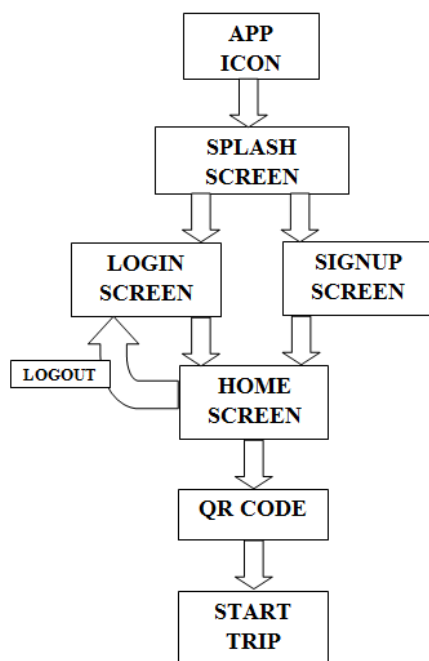 APP
ICON
SPLASH
SCREEN
LOGIN
SCREEN
SIGNUP
SCREEN
LOGOUT
HOME
SCREEN
QR CODE
START
TRIP